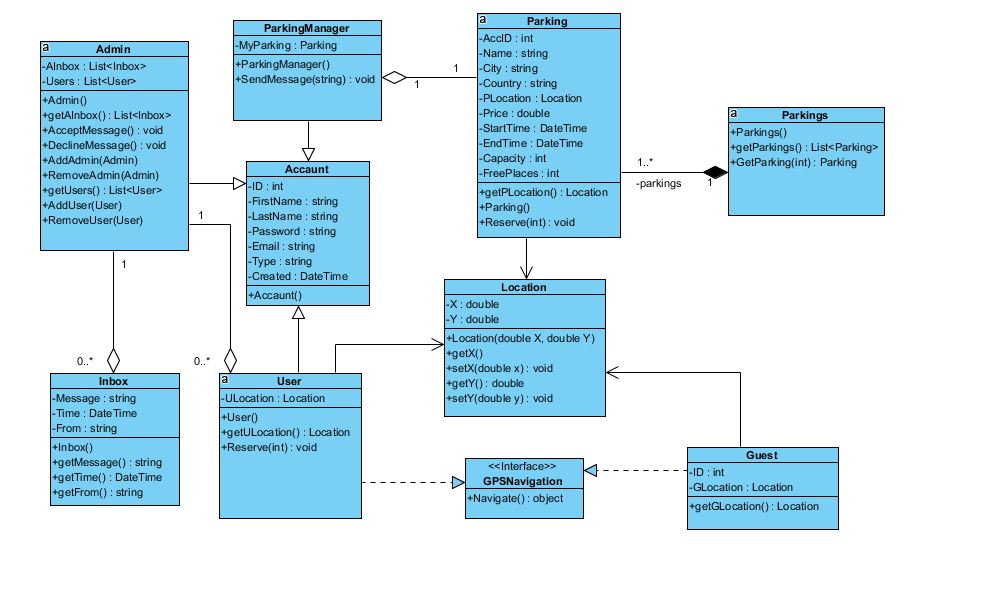 a
Admin
-AInbox : List<Inbox>
-Users : List<User>
+Admin()
+getAInbox() : List<Inbox>
+AcceptMessage() : void
+DeclineMessage() : void
+AddAdmin(Admin)
+RemoveAdmin(Admin)
+getUsers() : List<User>
+AddUser(User)
+RemoveUser(User)
ParkingManager
-MyParking : Parking
+ParkingManager()
+SendMessage(string) : void
1
1
a
Parking
-AccID : int
-Name : string
-City : string
-Country : string
-PLocation : Location
-Price : double
-StartTime : DateTime
-EndTime : DateTime
-Capacity : int
-FreePlaces : int
+getPLocation() : Location
+Parking()
+Reserve(int) : void
1..*
-parkings
1
a
Parkings
+Parkings()
+getParkings() : List<Parking>
+GetParking(int) : Parking
Accaunt
-ID : int
-FirstName : string
-LastName : string
-Password : string
-Email : string
-Type : string
-Created : DateTime
+Accaunt()
1
1
0..*
0..*
Location
-X : double
-Y : double
+Location(double X, double Y)
+getX()
+setX(double x) : void
+getY() : double
+setY(double y) : void
Inbox
-Message : string
-Time : DateTime
-From : string
+Inbox()
+getMessage() : string
+getTime() : DateTime
+getFrom() : string
a
User
-ULocation : Location
+User()
+getULocation() : Location
+Reserve(int) : void
<<Interface>>
GPSNavigation
+Navigate() : object
Guest
-ID : int
-GLocation : Location
+getGLocation() : Location